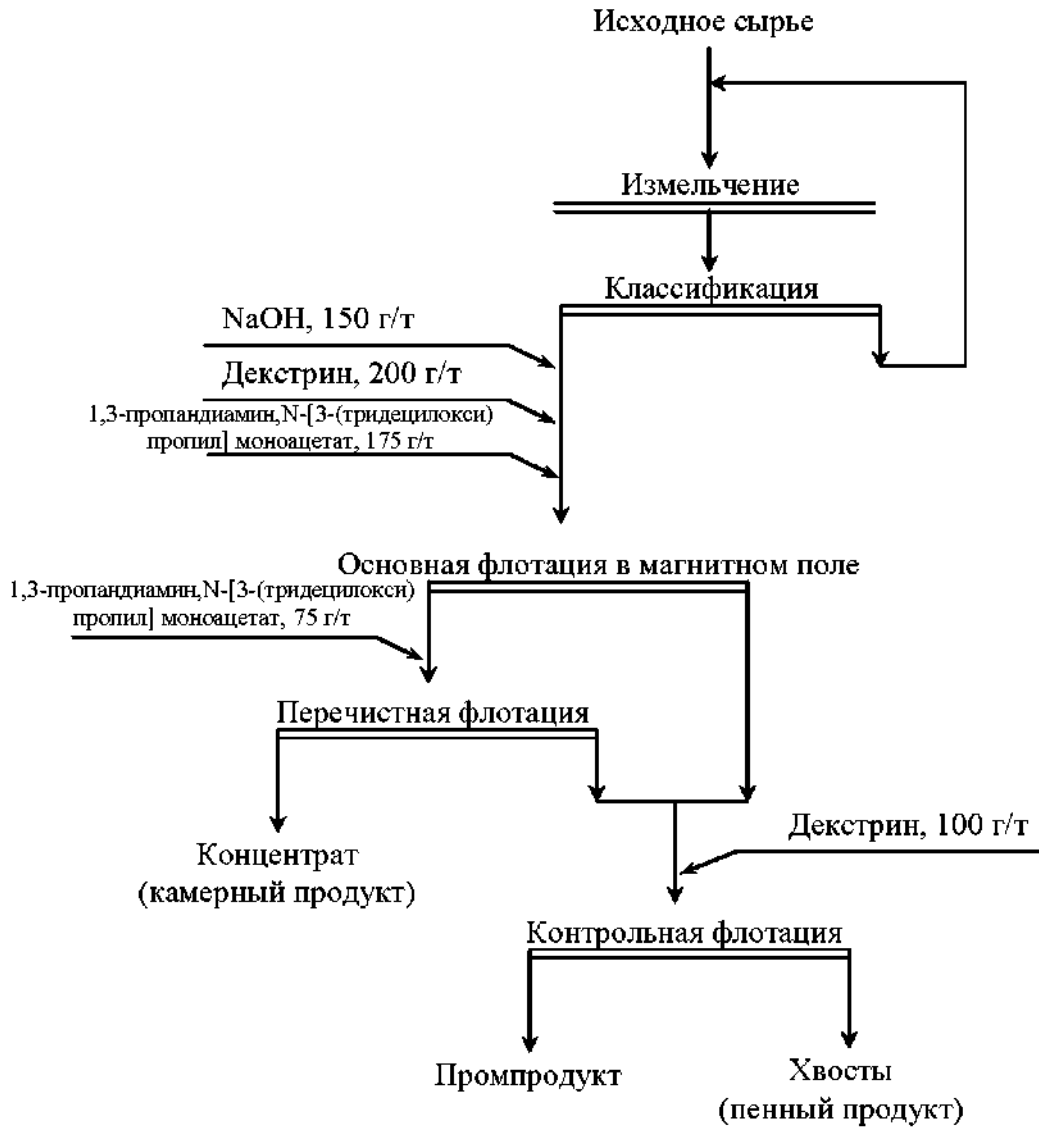 Исходное сырье
Измельчение
Классификация
NaOH, 150 г/т
Декстрин, 200 г/т
1,3-пропандиамин,N-[3-(тридецилокси)
пропил] моноацетат, 175 г/т
Основная флотация в магнитном поле
1,3-пропандиамин,N-[3-(тридецилокси)
пропил] моноацетат, 75 г/т
Перечистная флотация
Декстрин, 100 г/т
Концентрат
(камерный продукт)
Контрольная флотация
Промпродукт
Хвосты
(пенный продукт)